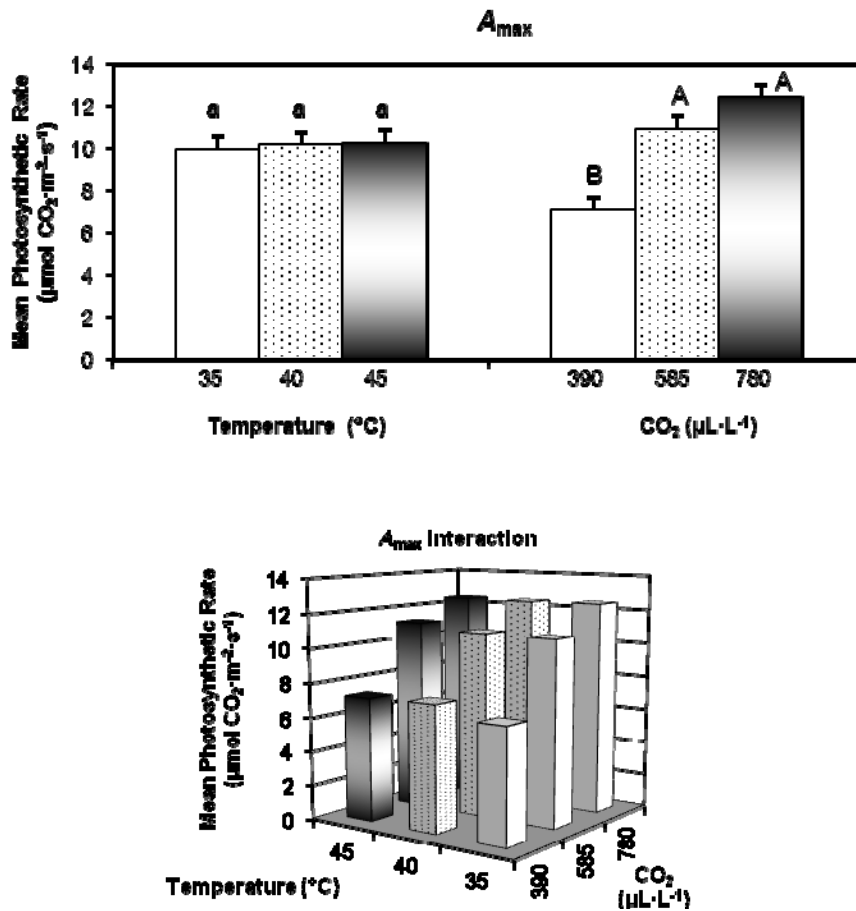 Amax
Mean Photosynthetic Rate
(µmol CO2·m-2·s-1)
14
12
10
8
6
4
2
0
a a a B A A
35 40 45 390 585 780
Temperature (°C) CO2 (µL·L-1)
Amax Interaction
Mean Photosynthetic Rate
(µmol CO2·m-2·s-1)
14
12
10
8
6
4
2
0
45 40 35
390 585 780
Temperature (°C)
CO2
(µL·L-1)